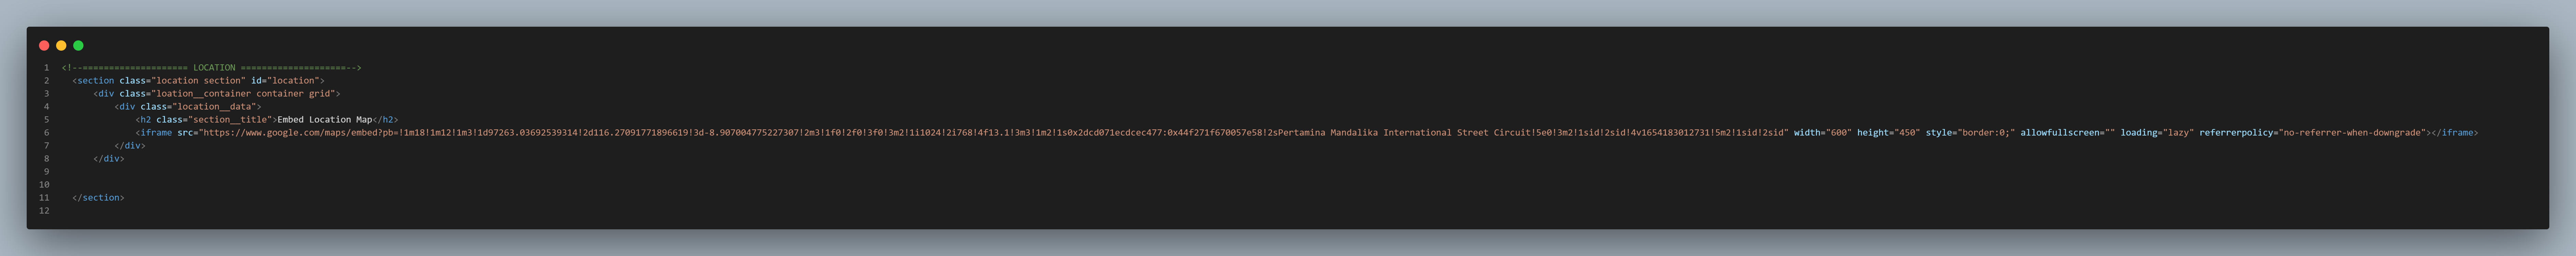 1 <!--==================== LOCATION ====================-->
2 <section class="location section" id="location">
3 <div class="loation__container container grid">
4 <div class="location__data">
5 <h2 class="section__title">Embed Location Map</h2>
6 <iframe src="https://www.google.com/maps/embed?pb=!1m18!1m12!1m3!1d97263.03692539314!2d116.27091771896619!3d-8.907004775227307!2m3!1f0!2f0!3f0!3m2!1i1024!2i768!4f13.1!3m3!1m2!1s0x2dcd071ecdcec477:0x44f271f670057e58!2sPertamina Mandalika International Street Circuit!5e0!3m2!1sid!2sid!4v1654183012731!5m2!1sid!2sid" width="600" height="450" style="border:0;" allowfullscreen="" loading="lazy" referrerpolicy="no-referrer-when-downgrade"></iframe>
7 </div>
8 </div>
9
10
11 </section>
12